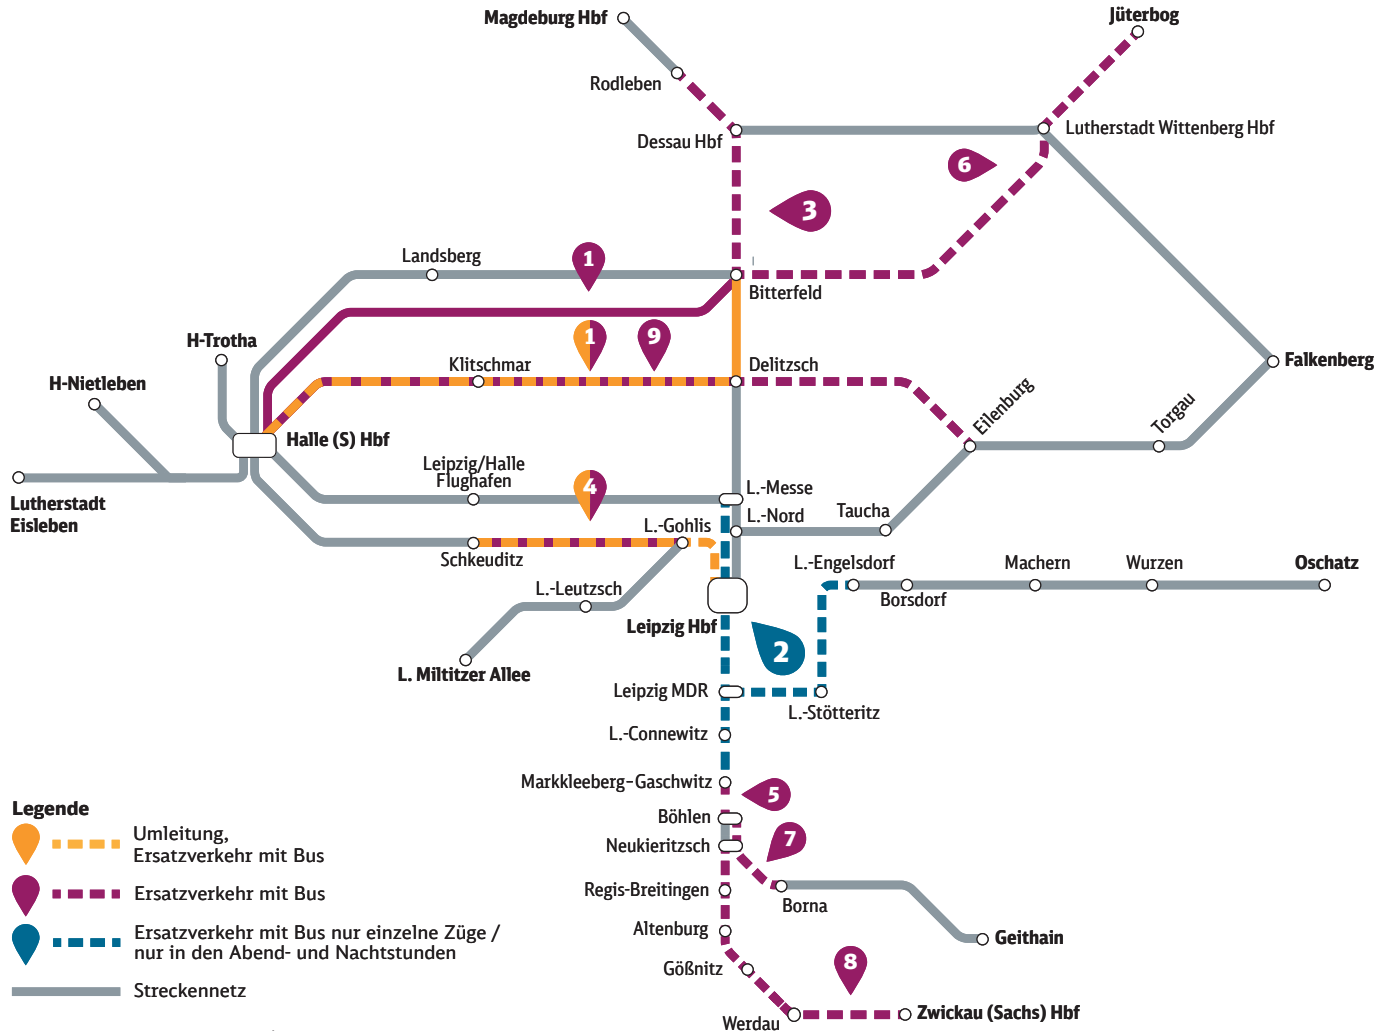 Magdeburg Hbf
Jüterbog
Rodleben
Dessau Hbf
Lutherstadt Wittenberg Hbf
6
3
Landsberg
1
Bitterfeld
H-Trotha
1
9
Klitschmar
Delitzsch
Falkenberg
H-Nietleben
Eilenburg
Torgau
Halle (S) Hbf
Leipzig/Halle
Flughafen
4
L.-Messe
Lutherstadt
Eisleben
L.-Gohlis
L.-Nord
Taucha
Schkeuditz
L.-Engelsdorf
Machern
Wurzen
Oschatz
L.-Leutzsch
Borsdorf
Leipzig Hbf
2
L. Miltitzer Allee
Leipzig MDR
L.-Stötteritz
L.-Connewitz
Markkleeberg-Gaschwitz
5
Böhlen
7
Neukieritzsch
Regis-Breitingen
Borna
Altenburg
Geithain
Gößnitz
8
Werdau
Zwickau (Sachs) Hbf
Legende
Umleitung,
Ersatzverkehr mit Bus
Ersatzverkehr mit Bus
Ersatzverkehr mit Bus nur einzelne Züge /
nur in den Abend- und Nachtstunden
Streckennetz